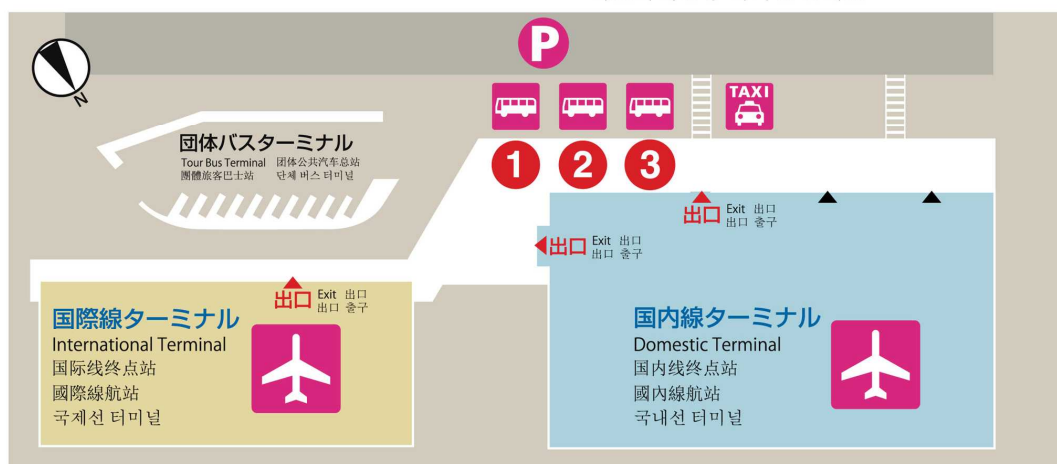 P
N
TAXI
団体バスターミナル
Tour Bus Terminal 团体公共汽车总站
團體旅客巴士站 단체 버스 터미널
1 2 3
出口 Exit 出口
出口 출구
出口 Exit 出口
出口 출구
出口 Exit 出口
出口 출구
国際線ターミナル
International Terminal
国际线终点站
國際線航站
국제선 터미널
国内線ターミナル
Domestic Terminal
国内线终点站
國內線航站
국내선 터미널